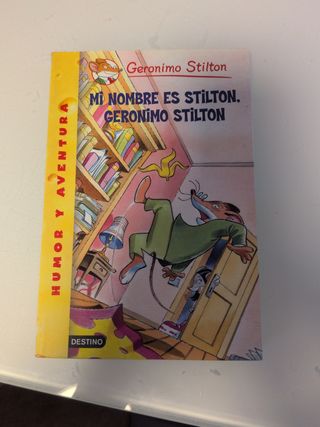 Geronimo Stilton
MI NOMBRE ES STILTON,
GERONIMO STILTON
HUMOR Y AVENTURA
DESTINO